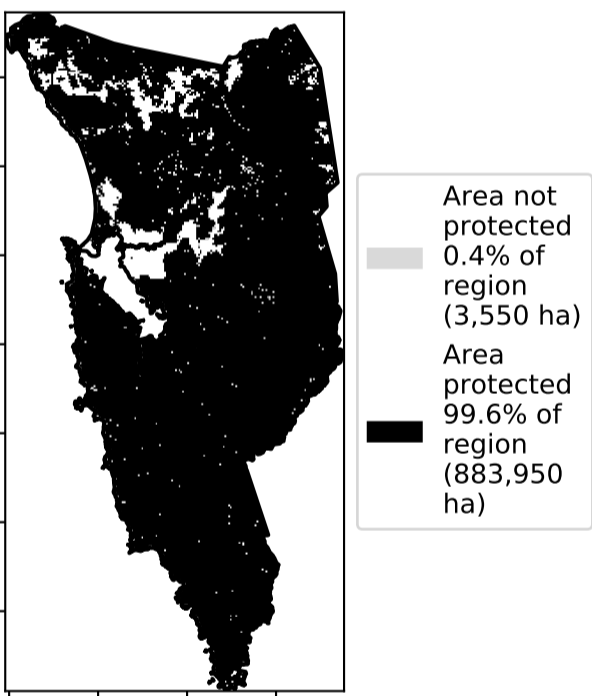 Area not
protected
0.4% of
region
(3,550 ha)
Area
protected
99.6% of
region
(883,950
ha)